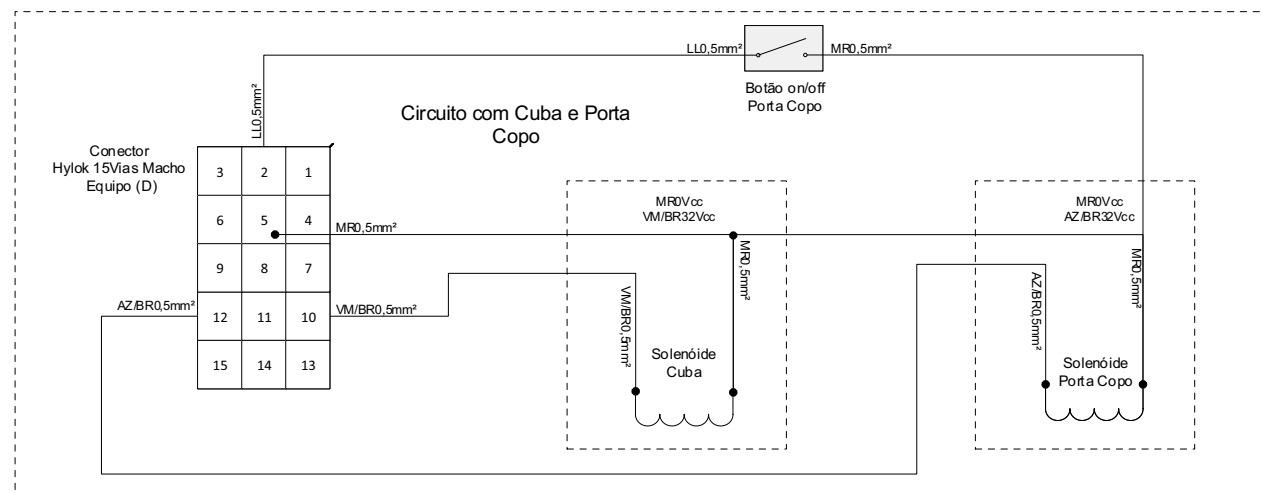 LL0,5mm²
MR0,5mm²
Botão on/off
Porta Copo
LL0,5mm²
Circuito com Cuba e Porta
Copo
Conector
Hylok 15Vias Macho
Equipo (D)
3 2 1
6 5 4
9 8 7
12 11 10
15 14 13
MR0,5mm²
AZ/BR0,5mm²
VM/BR0,5mm²
MR0Vcc
VM/BR32Vcc
MR0,5mm²
VM/BR0,5mm²
Solenóide
Cuba
MR0Vcc
AZ/BR32Vcc
MR0,5mm²
AZ/BR0,5mm²
Solenóide
Porta Copo